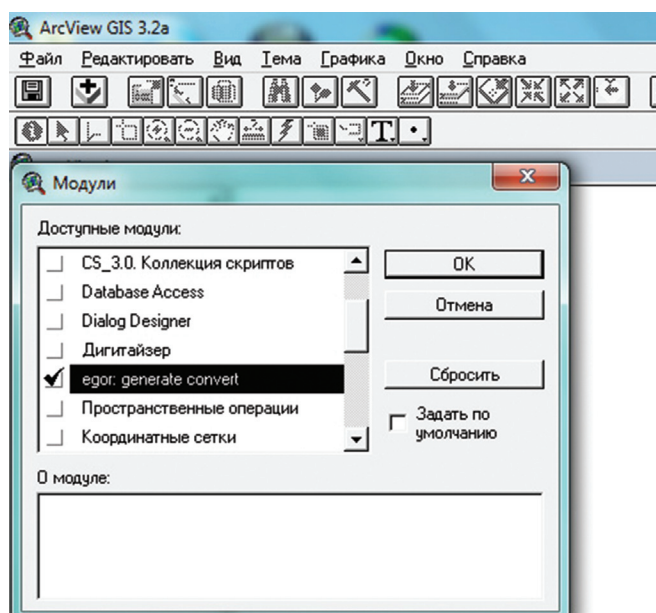 ArcView GIS 3.2a
Файл Редактировать Вид Тема Графика Окно Справка
T.
Модули
Доступные модули:
CS_3.0. Коллекция скриптов
Database Access
Dialog Designer
Дигитайзер
egor: generate convert
Пространственные операции
Координатные сетки
OK
Отмена
Сбросить
Задать по
умолчанию
О модуле: